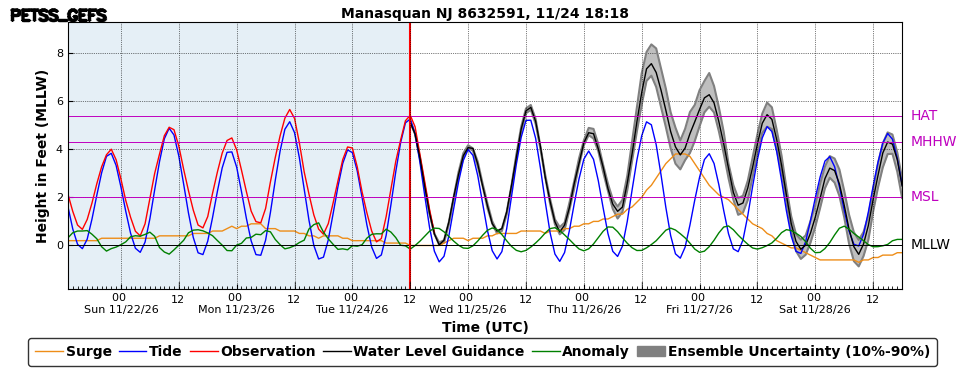 PETSS_GEFS
Manasquan NJ 8632591, 11/24 18:18
Height in Feet (MLLW)
8
6
4
2
0
HAT
MHHW
MSL
MLLW
00 12 00 12 00 12 00 12 00 12 00 12 00 12
Sun 11/22/26 Mon 11/23/26 Tue 11/24/26 Wed 11/25/26 Thu 11/26/26 Fri 11/27/26 Sat 11/28/26
Time (UTC)
Surge Tide Observation Water Level Guidance Anomaly Ensemble Uncertainty (10%-90%)